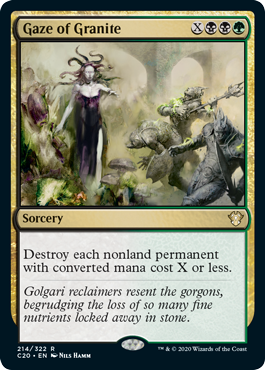 Gaze of Granite XBBG
Sorcery
Destroy each nonland permanent
with converted mana cost X or less.
Golgari reclaimers resent the gorgons,
begrudging the loss of so many fine
nutrients locked away in stone.
214/322 R
C20 • EN Nils Hamm
™ & © 2020 Wizards of the Coast